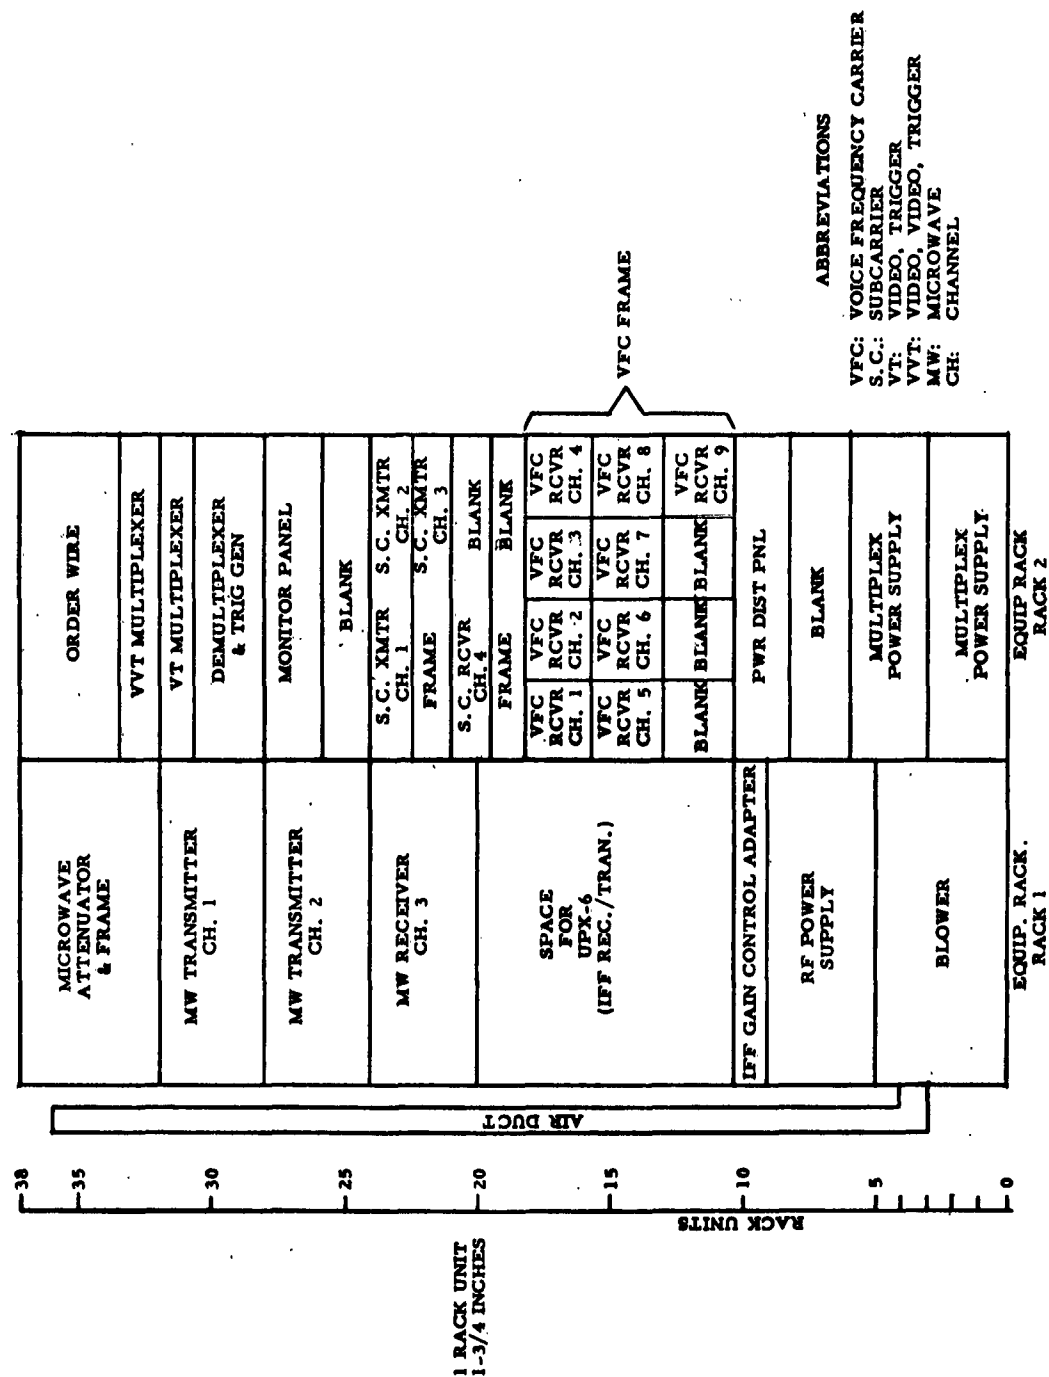 1 RACK UNIT
1-3/4 INCHES
RACK UNITS
38
35
30
25
20
15
10
5
0
AIR DUCT
MICROWAVE
ATTENUATOR
& FRAME
MW TRANSMITTER
CH. 1
MW TRANSMITTER
CH. 2
MW RECEIVER
CH. 3
SPACE
FOR
UPX-6
(IFF REC./TRAN.)
IFF GAIN CONTROL ADAPTER
RF POWER
SUPPLY
BLOWER
EQUIP. RACK.
RACK 1
ORDER WIRE
VVT MULTIPLEXER
VT MULTIPLEXER
DEMULTIPLEXER
& TRIG GEN
MONITOR PANEL
BLANK
S.C. XMTR
CH. 1
S.C. XMTR
CH. 2
FRAME
S.C. XMTR
CH. 3
S.C. RCVR
CH. 4
BLANK
FRAME
BLANK
VFC
RCVR
CH. 1
VFC
RCVR
CH. 2
VFC
RCVR
CH. 3
VFC
RCVR
CH. 4
VFC
RCVR
CH. 5
VFC
RCVR
CH. 6
VFC
RCVR
CH. 7
VFC
RCVR
CH. 8
BLANK
BLANK
BLANK
VFC
RCVR
CH. 9
PWR DIST PNL
BLANK
MULTIPLEX
POWER SUPPLY
MULTIPLEX
POWER SUPPLY
EQUIP RACK
RACK 2
VFC FRAME
ABBREVIATIONS
VFC: VOICE FREQUENCY CARRIER
S. C.: SUBCARRIER
VT: VIDEO, TRIGGER
VVT: VIDEO, VIDEO, TRIGGER
MW: MICROWAVE
CH: CHANNEL